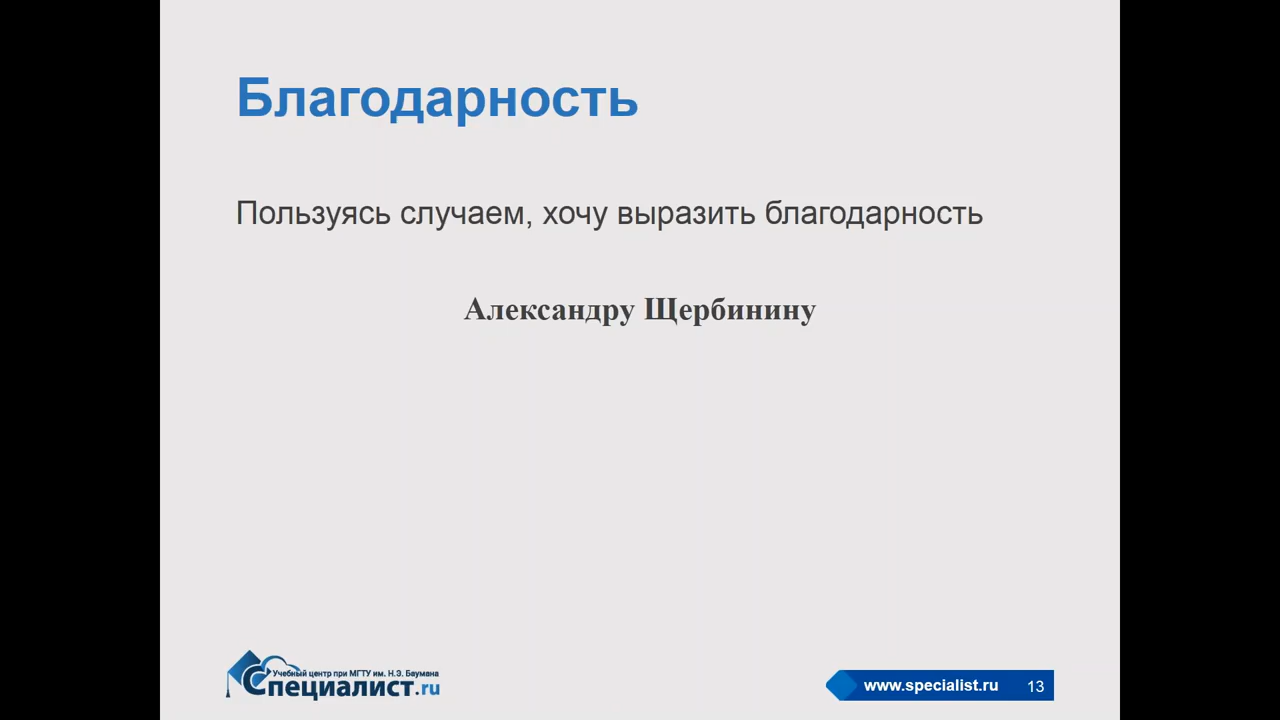 Благодарность
Пользуясь случаем, хочу выразить благодарность
Александру Щербинину
Учебный центр при МГТУ им. Н.Э. Баумана
Специалист.ru
www.specialist.ru 13